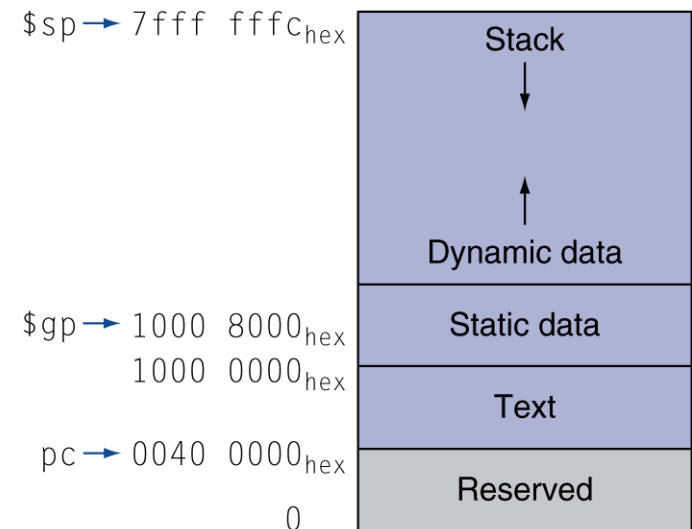 $sp → 7fff fffc hex
Stack
Dynamic data
$gp → 1000 8000 hex
Static data
1000 0000 hex
Text
pc → 0040 0000 hex
Reserved
0